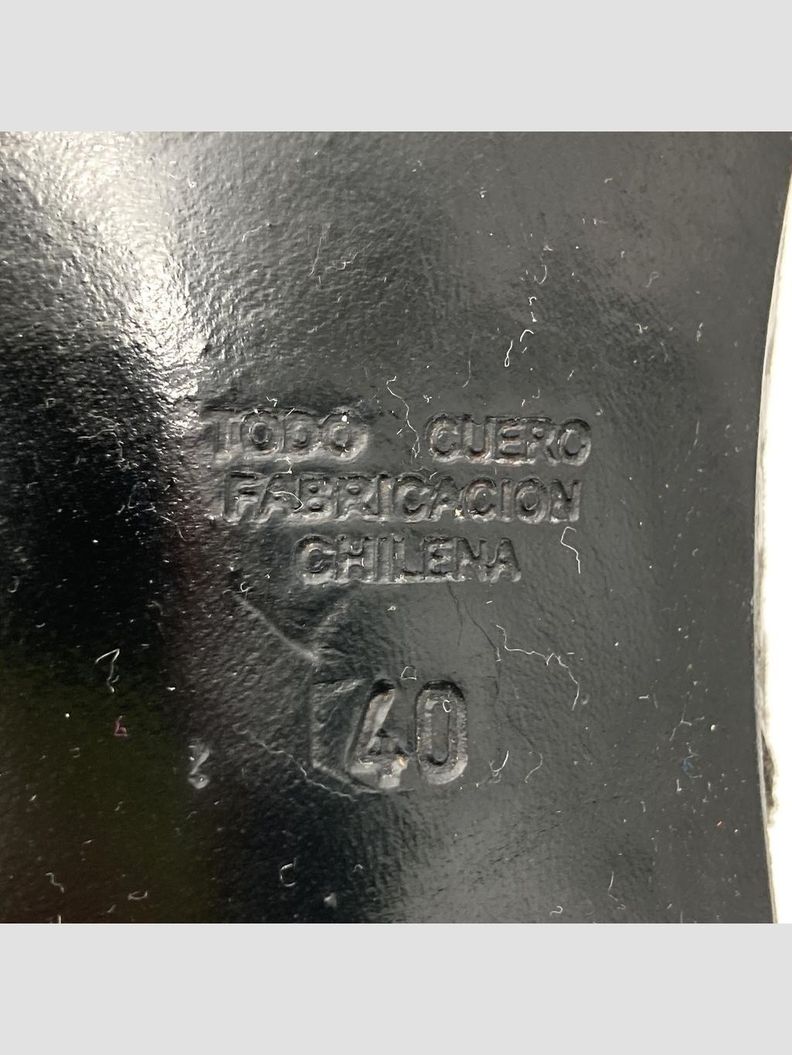 TODO CUERO
FABRICACION
CHILENA
40